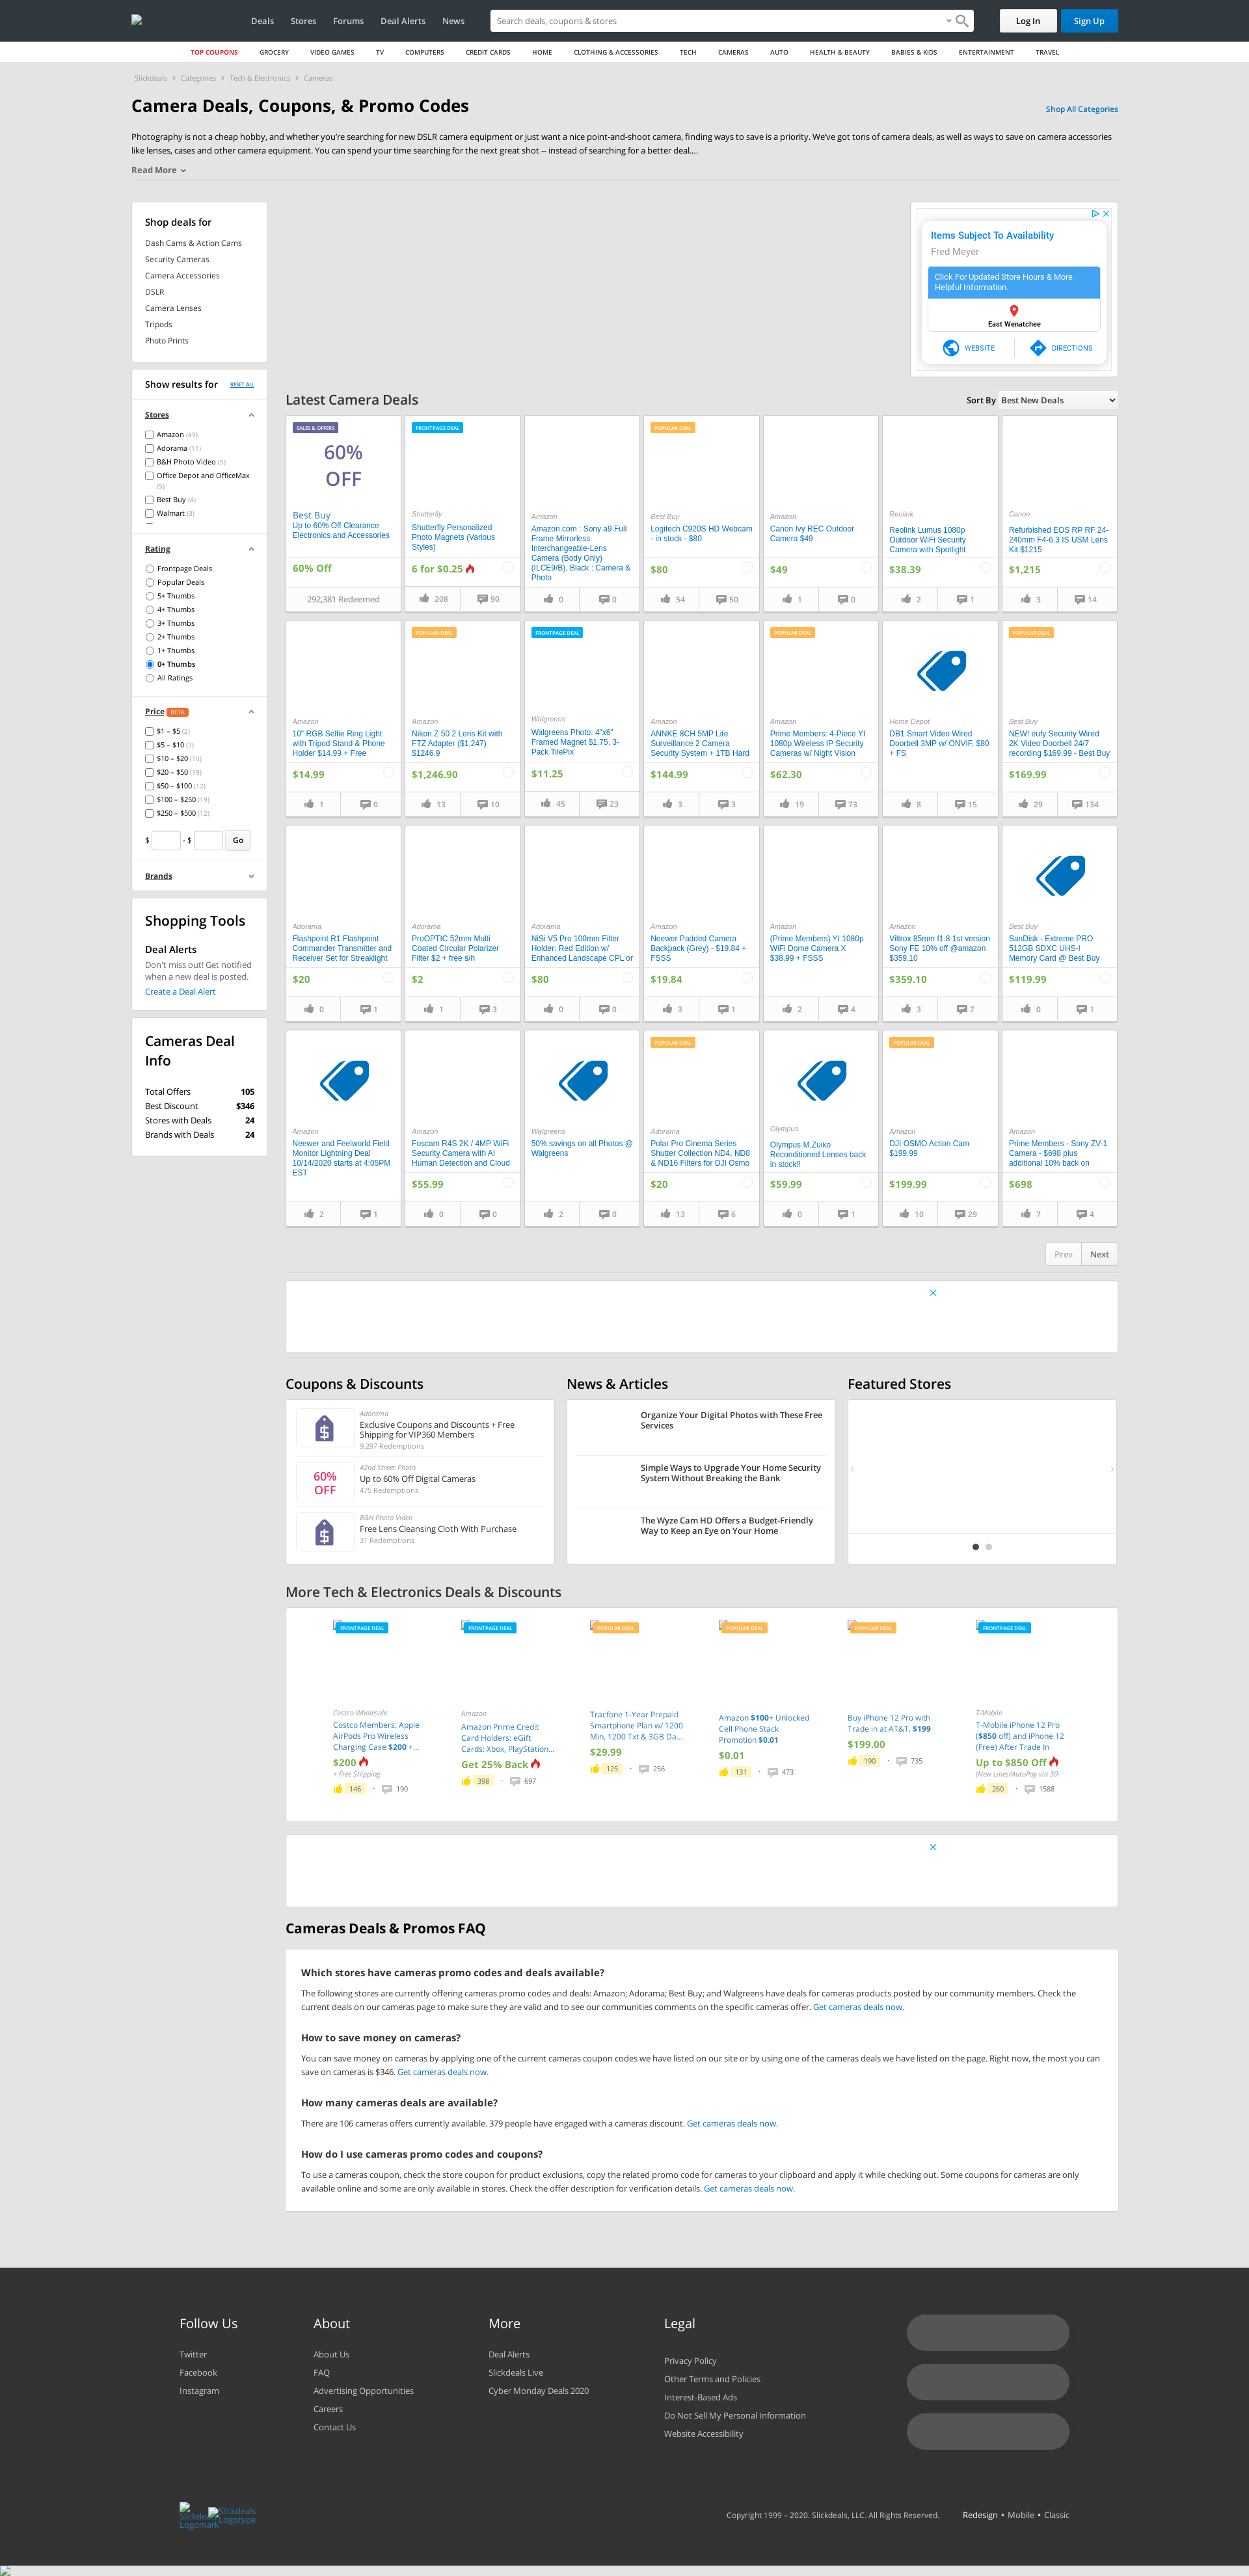 Deals Stores Forums Deal Alerts News
Search deals, coupons & stores
Log In
Sign Up
TOP COUPONS GROCERY VIDEO GAMES TV COMPUTERS CREDIT CARDS HOME CLOTHING & ACCESSORIES TECH CAMERAS AUTO HEALTH & BEAUTY BABIES & KIDS ENTERTAINMENT TRAVEL
Slickdeals › Categories › Tech & Electronics › Cameras
Camera Deals, Coupons, & Promo Codes
Shop All Categories
Photography is not a cheap hobby, and whether you're searching for new DSLR camera equipment or just want a nice point-and-shoot camera, finding ways to save is a priority. We've got tons of camera deals, as well as ways to save on camera accessories
like lenses, cases and other camera equipment. You can spend your time searching for the next great shot -- instead of searching for a better deal....
Read More
Shop deals for
Dash Cams & Action Cams
Security Cameras
Camera Accessories
DSLR
Camera Lenses
Tripods
Photo Prints
Items Subject To Availability
Fred Meyer
Click For Updated Store Hours & More
Helpful Information.
East Wenatchee
WEBSITE
DIRECTIONS
Show results for
RESET ALL
Stores
Amazon (49)
Adorama (11)
B&H Photo Video (5)
Office Depot and OfficeMax
(5)
Best Buy (4)
Walmart (3)
Rating
Frontpage Deals
Popular Deals
5+ Thumbs
4+ Thumbs
3+ Thumbs
2+ Thumbs
1+ Thumbs
0+ Thumbs
All Ratings
Price BETA
$1 – $5 (2)
$5 – $10 (3)
$10 – $20 (10)
$20 – $50 (19)
$50 – $100 (12)
$100 – $250 (19)
$250 – $500 (12)
$ - $ Go
Brands
Shopping Tools
Deal Alerts
Don't miss out! Get notified
when a new deal is posted.
Create a Deal Alert
Cameras Deal
Info
Total Offers 105
Best Discount $346
Stores with Deals 24
Brands with Deals 24
Latest Camera Deals
Sort By Best New Deals
SALES & OFFERS
60%
OFF
Best Buy
Up to 60% Off Clearance
Electronics and Accessories
60% Off
292,381 Redeemed
FRONTPAGE DEAL
Shutterfly
Shutterfly Personalized
Photo Magnets (Various
Styles)
6 for $0.25
208 90
Amazon
Amazon.com : Sony a9 Full
Frame Mirrorless
Interchangeable-Lens
Camera (Body Only)
(ILCE9/B), Black : Camera &
Photo
0 0
POPULAR DEAL
Best Buy
Logitech C920S HD Webcam
- in stock - $80
$80
54 50
Amazon
Canon Ivy REC Outdoor
Camera $49
$49
1 0
Reolink
Reolink Lumus 1080p
Outdoor WiFi Security
Camera with Spotlight
$38.39
2 1
Canon
Refurbished EOS RP RF 24-
240mm F4-6.3 IS USM Lens
Kit $1215
$1,215
3 14
Amazon
10" RGB Selfie Ring Light
with Tripod Stand & Phone
Holder $14.99 + Free
$14.99
1 0
POPULAR DEAL
Amazon
Nikon Z 50 2 Lens Kit with
FTZ Adapter ($1,247)
$1246.9
$1,246.90
13 10
FRONTPAGE DEAL
Walgreens
Walgreens Photo: 4"x6"
Framed Magnet $1.75, 3-
Pack TilePix
$11.25
45 23
Amazon
ANNKE 8CH 5MP Lite
Surveillance 2 Camera
Security System + 1TB Hard
$144.99
3 3
POPULAR DEAL
Amazon
Prime Members: 4-Piece YI
1080p Wireless IP Security
Cameras w/ Night Vision
$62.30
19 73
Home Depot
DB1 Smart Video Wired
Doorbell 3MP w/ ONVIF, $80
+ FS
8 15
POPULAR DEAL
Best Buy
NEW! eufy Security Wired
2K Video Doorbell 24/7
recording $169.99 - Best Buy
$169.99
29 134
Adorama
Flashpoint R1 Flashpoint
Commander Transmitter and
Receiver Set for Streaklight
$20
0 1
Adorama
ProOPTIC 52mm Multi
Coated Circular Polarizer
Filter $2 + free s/h
$2
1 3
Adorama
NiSi V5 Pro 100mm Filter
Holder: Red Edition w/
Enhanced Landscape CPL or
$80
0 0
Amazon
Neewer Padded Camera
Backpack (Grey) - $19.84 +
FSSS
$19.84
3 1
Amazon
(Prime Members) YI 1080p
WiFi Dome Camera X
$38.99 + FSSS
2 4
Amazon
Viltrox 85mm f1.8 1st version
Sony FE 10% off @amazon
$359.10
$359.10
3 7
Best Buy
SanDisk - Extreme PRO
512GB SDXC UHS-I
Memory Card @ Best Buy
$119.99
0 1
Amazon
Neewer and Feelworld Field
Monitor Lightning Deal
10/14/2020 starts at 4:05PM
EST
2 1
Amazon
Foscam R4S 2K / 4MP WiFi
Security Camera with AI
Human Detection and Cloud
$55.99
0 0
Walgreens
50% savings on all Photos @
Walgreens
2 0
POPULAR DEAL
Adorama
Polar Pro Cinema Series
Shutter Collection ND4, ND8
& ND16 Filters for DJI Osmo
$20
13 6
Olympus
Olympus M.Zuiko
Reconditioned Lenses back
in stock!!
$59.99
0 1
POPULAR DEAL
Amazon
DJI OSMO Action Cam
$199.99
$199.99
10 29
Amazon
Prime Members - Sony ZV-1
Camera - $698 plus
additional 10% back on
$698
7 4
Prev Next
Coupons & Discounts
Adorama
Exclusive Coupons and Discounts + Free
Shipping for VIP360 Members
9,297 Redemptions
60%
OFF
42nd Street Photo
Up to 60% Off Digital Cameras
475 Redemptions
B&H Photo Video
Free Lens Cleansing Cloth With Purchase
31 Redemptions
News & Articles
Organize Your Digital Photos with These Free
Services
Simple Ways to Upgrade Your Home Security
System Without Breaking the Bank
The Wyze Cam HD Offers a Budget-Friendly
Way to Keep an Eye on Your Home
Featured Stores
More Tech & Electronics Deals & Discounts
FRONTPAGE DEAL
Costco Wholesale
Costco Members: Apple
AirPods Pro Wireless
Charging Case $200 +...
$200
+ Free Shipping
146 · 190
FRONTPAGE DEAL
Amazon
Amazon Prime Credit
Card Holders: eGift
Cards: Xbox, PlayStation...
Get 25% Back
398 · 697
POPULAR DEAL
Tracfone 1-Year Prepaid
Smartphone Plan w/ 1200
Min, 1200 Txt & 3GB Da...
$29.99
125 · 256
POPULAR DEAL
Amazon $100+ Unlocked
Cell Phone Stack
Promotion $0.01
$0.01
131 · 473
POPULAR DEAL
Buy iPhone 12 Pro with
Trade in at AT&T, $199
$199.00
190 · 735
FRONTPAGE DEAL
T-Mobile
T-Mobile iPhone 12 Pro
($850 off) and iPhone 12
(Free) After Trade In
Up to $850 Off
(New Lines/AutoPay via 30-
260 · 1588
Cameras Deals & Promos FAQ
Which stores have cameras promo codes and deals available?
The following stores are currently offering cameras promo codes and deals: Amazon; Adorama; Best Buy; and Walgreens have deals for cameras products posted by our community members. Check the
current deals on our cameras page to make sure they are valid and to see our communities comments on the specific cameras offer. Get cameras deals now.
How to save money on cameras?
You can save money on cameras by applying one of the current cameras coupon codes we have listed on our site or by using one of the cameras deals we have listed on the page. Right now, the most you can
save on cameras is $346. Get cameras deals now.
How many cameras deals are available?
There are 106 cameras offers currently available. 379 people have engaged with a cameras discount. Get cameras deals now.
How do I use cameras promo codes and coupons?
To use a cameras coupon, check the store coupon for product exclusions, copy the related promo code for cameras to your clipboard and apply it while checking out. Some coupons for cameras are only
available online and some are only available in stores. Check the offer description for verification details. Get cameras deals now.
Follow Us
Twitter
Facebook
Instagram
About
About Us
FAQ
Advertising Opportunities
Careers
Contact Us
More
Deal Alerts
Slickdeals Live
Cyber Monday Deals 2020
Legal
Privacy Policy
Other Terms and Policies
Interest-Based Ads
Do Not Sell My Personal Information
Website Accessibility
Slickdeals
Logomark
Slickdeals
Logotype
Copyright 1999 – 2020. Slickdeals, LLC. All Rights Reserved.
Redesign • Mobile • Classic